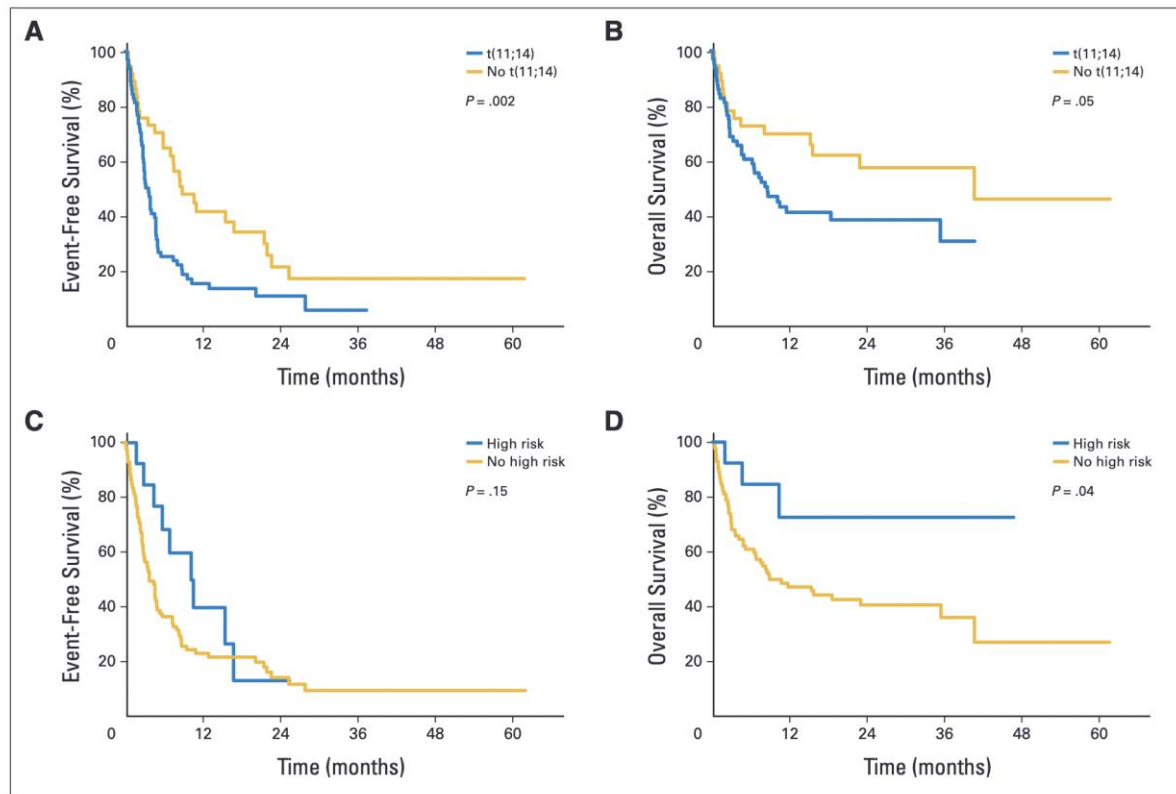 A
Event-Free Survival (%)
100
80
60
40
20
0
12
24
36
48
60
Time (months)
t(11;14)
No t(11;14)
P = .002
B
Overall Survival (%)
100
80
60
40
20
0
12
24
36
48
60
Time (months)
t(11;14)
No t(11;14)
P = .05
C
Event-Free Survival (%)
100
80
60
40
20
0
12
24
36
48
60
Time (months)
High risk
No high risk
P = .15
D
Overall Survival (%)
100
80
60
40
20
0
12
24
36
48
60
Time (months)
High risk
No high risk
P = .04